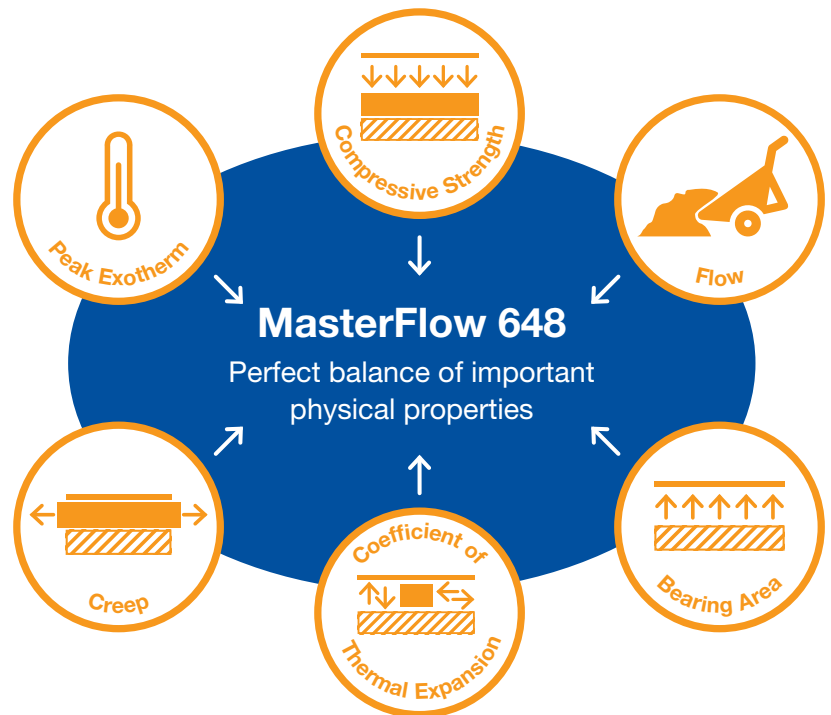 Compressive Strength
Peak Exotherm
Flow
MasterFlow 648
Perfect balance of important
physical properties
Creep
Coefficient of
Thermal Expansion
Bearing Area